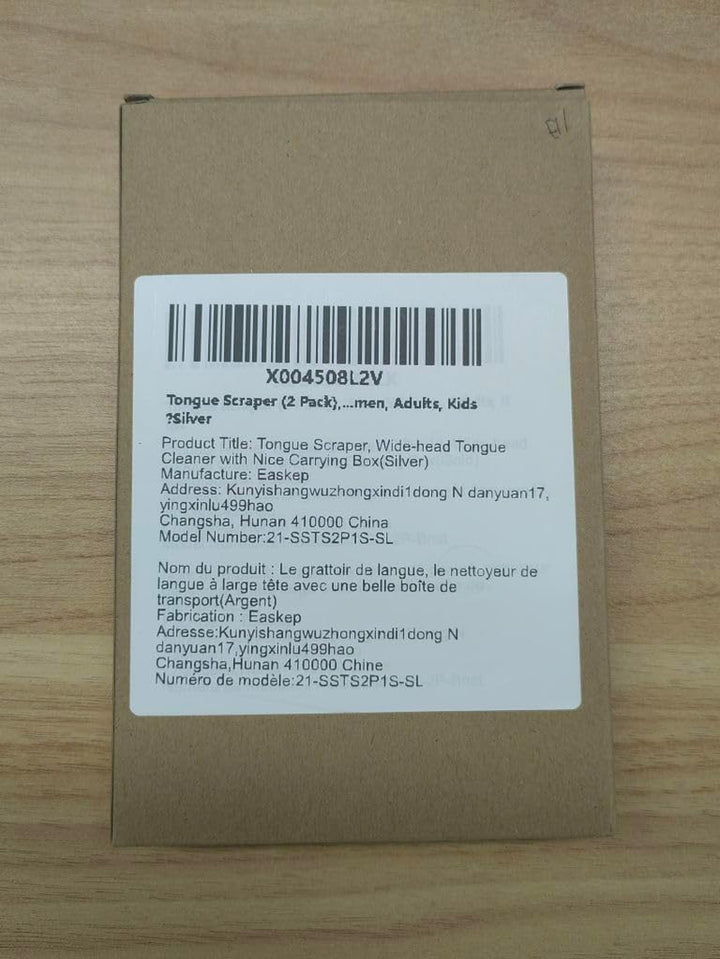 X004508L2V
Tongue Scraper (2 Pack),...men, Adults, Kids
?Silver
Product Title: Tongue Scraper, Wide-head Tongue
Cleaner with Nice Carrying Box(Silver)
Manufacture: Easkep
Address: Kunyishangwuzhongxindi1dong N danyuan17,
yingxinlu499hao
Changsha, Hunan 410000 China
Model Number:21-SSTS2P1S-SL
Nom du produit : Le grattoir de langue, le nettoyeur de
langue à large tête avec une belle boîte de
transport(Argent)
Fabrication : Easkep
Adresse:Kunyishangwuzhongxindi1dong N
danyuan17,yingxinlu499hao
Changsha,Hunan 410000 Chine
Numéro de modèle:21-SSTS2P1S-SL